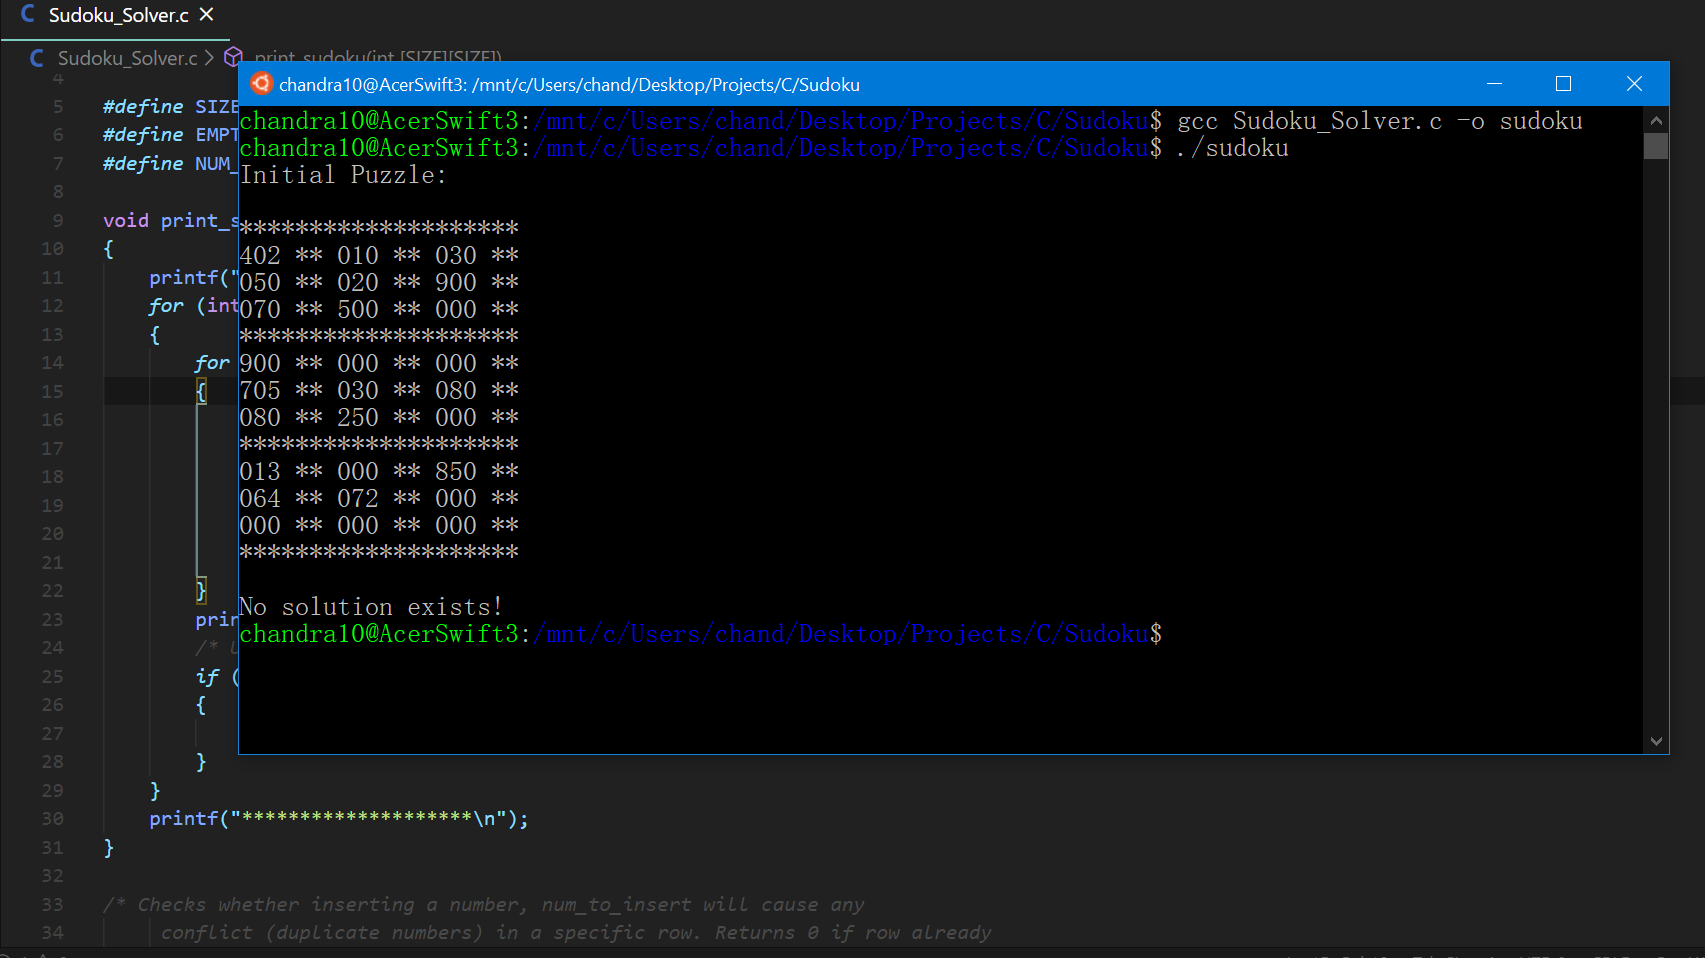 Sudoku_Solver.c
Sudoku_Solver.c > print_sudoku(int [SIZE][SIZE])
chandra10@AcerSwift3: /mnt/c/Users/chand/Desktop/Projects/C/Sudoku
chandra10@AcerSwift3:/mnt/c/Users/chand/Desktop/Projects/C/Sudoku$ gcc Sudoku_Solver.c -o sudoku
chandra10@AcerSwift3:/mnt/c/Users/chand/Desktop/Projects/C/Sudoku$ ./sudoku
Initial Puzzle:
********************
402 ** 010 ** 030 **
050 ** 020 ** 900 **
070 ** 500 ** 000 **
********************
900 ** 000 ** 000 **
705 ** 030 ** 080 **
080 ** 250 ** 000 **
********************
013 ** 000 ** 850 **
064 ** 072 ** 000 **
000 ** 000 ** 000 **
********************
No solution exists!
chandra10@AcerSwift3:/mnt/c/Users/chand/Desktop/Projects/C/Sudoku$
4
5 #define SIZE
6 #define EMPT
7 #define NUM_
8
9 void print_s
10 {
11 printf("
12 for (int
13 {
14 for
15 {
16
17
18
19
20
21
22 }
23 prin
24 /*
25 if (
26 {
27
28 }
29 }
30 printf("********************\n");
31 }
32
33 /* Checks whether inserting a number, num_to_insert will cause any
34 conflict (duplicate numbers) in a specific row. Returns 0 if row already